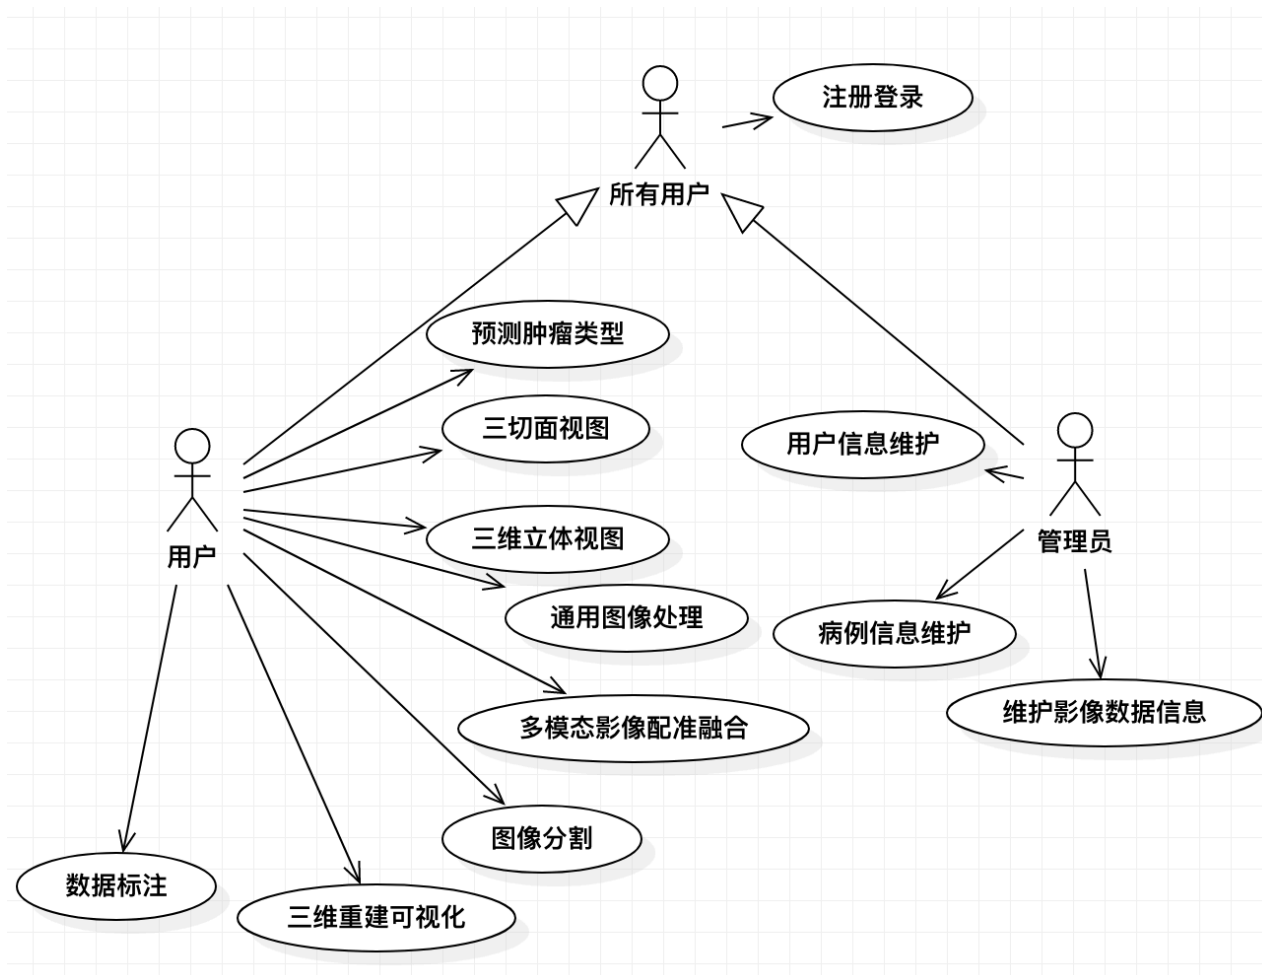 注册登录
所有用户
预测肿瘤类型
三切面视图
用户信息维护
三维立体视图
管理员
用户
通用图像处理
病例信息维护
维护影像数据信息
多模态影像配准融合
图像分割
数据标注
三维重建可视化